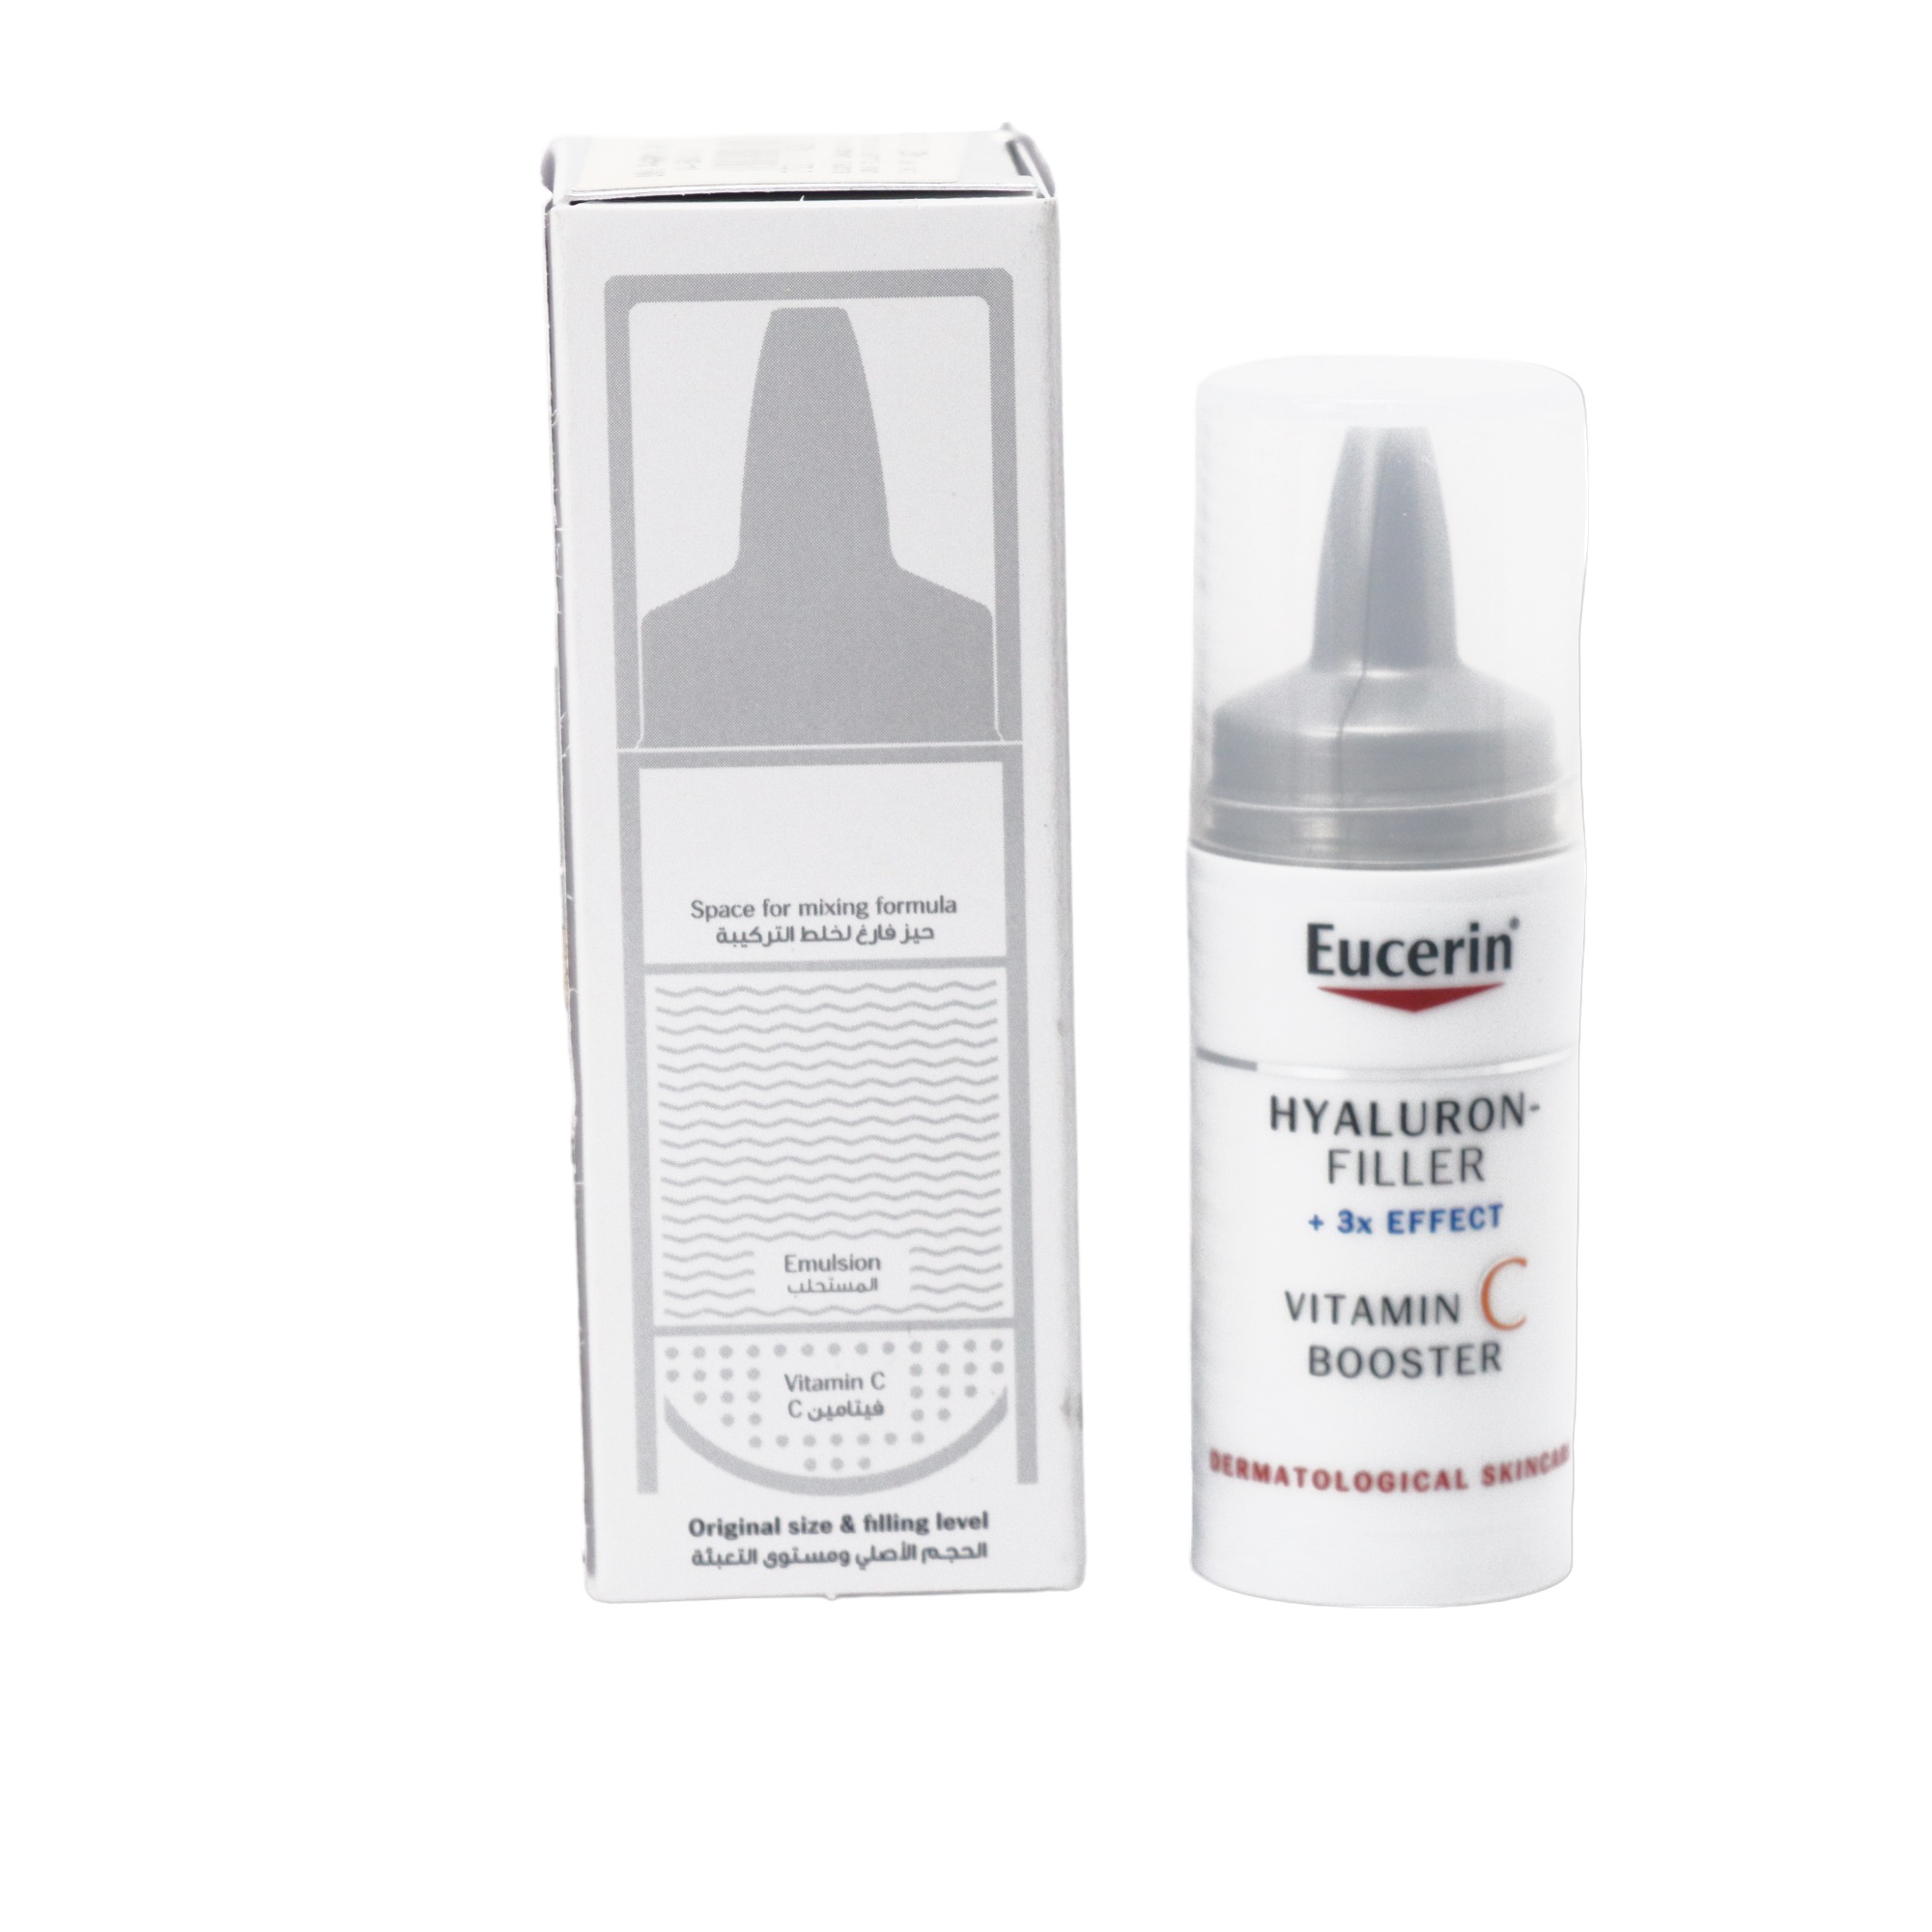 Space for mixing formula
حيز فارغ لخلط التركيبة
Emulsion
المستحلب
Vitamin C
فيتامين C
Original size & filling level
الحجم الأصلي ومستوى التعبئة
Eucerin®
HYALURON-
FILLER
+ 3x EFFECT
VITAMIN C
BOOSTER
DERMATOLOGICAL SKINCARE